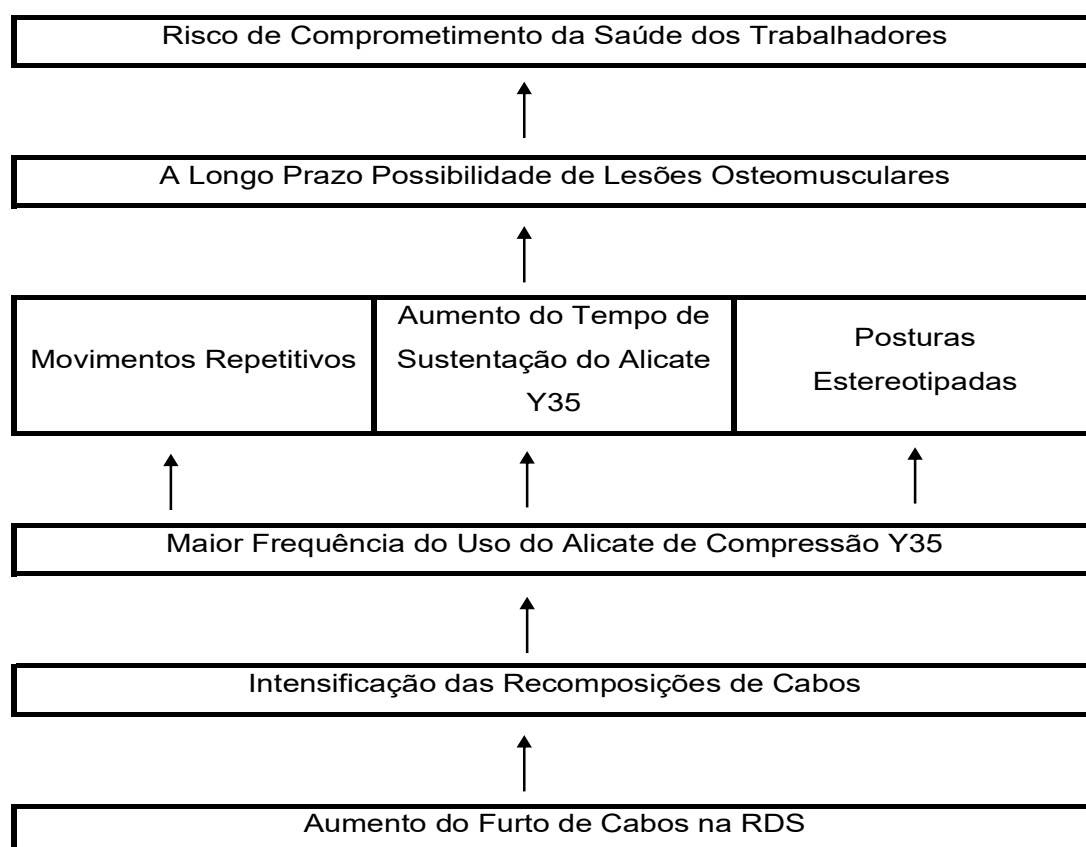 Risco de Comprometimento da Saúde dos Trabalhadores
A Longo Prazo Possibilidade de Lesões Osteomusculares
Movimentos Repetitivos
Aumento do Tempo de
Sustentação do Alicate
Y35
Posturas
Estereotipadas
Maior Frequência do Uso do Alicate de Compressão Y35
Intensificação das Recomposições de Cabos
Aumento do Furto de Cabos na RDS